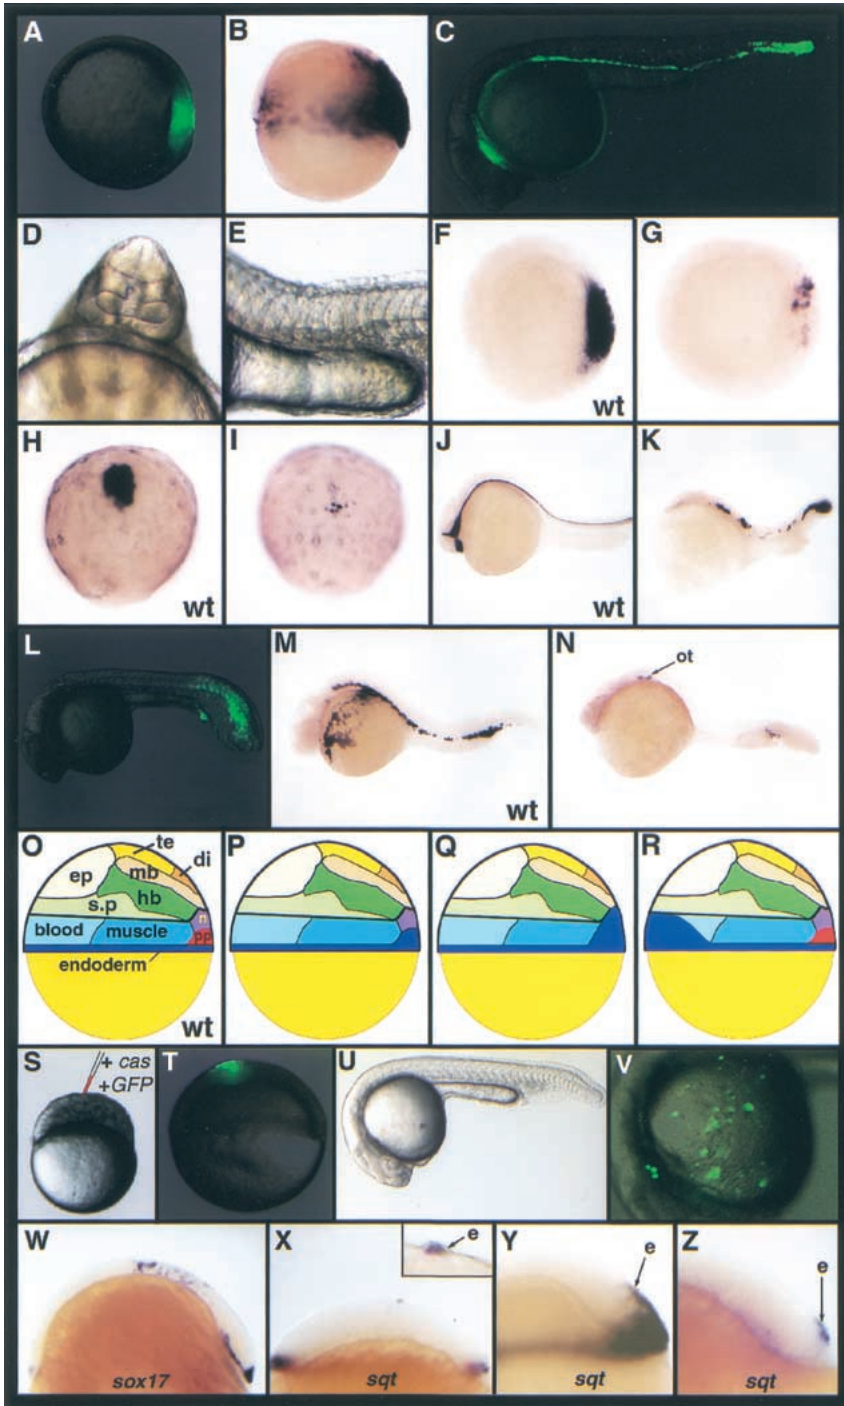 A
B
C
D
E
F
wt
G
H
wt
I
J
wt
K
L
M
wt
N
ot
O
te
di
ep
mb
hb
s.p
n
blood
muscle
pp
endoderm
wt
P
Q
R
S
+ cas
+GFP
T
U
V
W
sox17
X
e
sqt
Y
e
sqt
Z
e
sqt